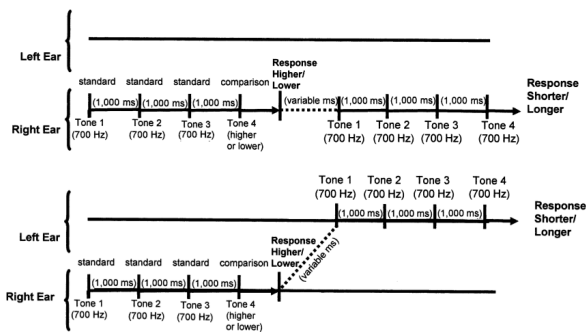 Left Ear
Response
Higher/
Lower
standard standard standard comparison
(1,000 ms) (1,000 ms) (1,000 ms) (variable ms) (1,000 ms) (1,000 ms) (1,000 ms)
Response
Shorter/
Longer
Right Ear
Tone 1 Tone 2 Tone 3 Tone 4 Tone 1 Tone 2 Tone 3 Tone 4
(700 Hz) (700 Hz) (700 Hz) (higher (700 Hz) (700 Hz) (700 Hz) (700 Hz)
or lower)
Tone 1 Tone 2 Tone 3 Tone 4
(700 Hz) (700 Hz) (700 Hz) (700 Hz)
(1,000 ms) (1,000 ms) (1,000 ms)
Response
Shorter/
Longer
Left Ear
Response
Higher/
Lower
(variable ms)
standard standard standard comparison
(1,000 ms) (1,000 ms) (1,000 ms)
Right Ear
Tone 1 Tone 2 Tone 3 Tone 4
(700 Hz) (700 Hz) (700 Hz) (higher
or lower)